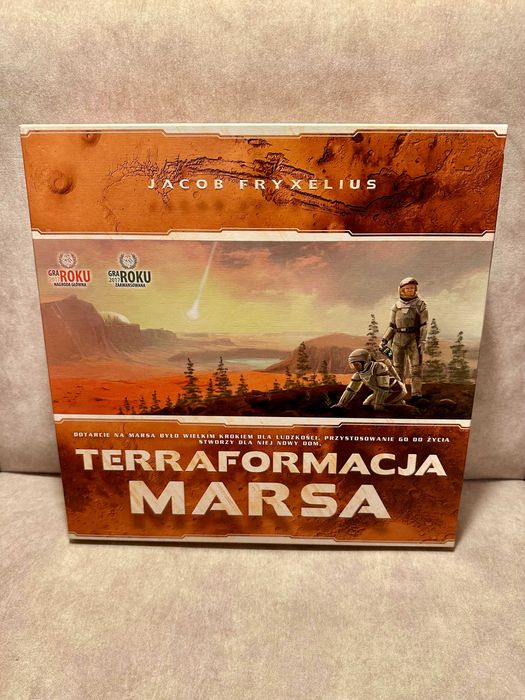 JACOB FRYXELIUS
GRA ROKU
NAGRODA GŁÓWNA
GRA ROKU
2017 ZAAWANSOWANA
DOTARCIE NA MARSA BYŁO WIELKIM KROKIEM DLA LUDZKOŚCI. PRZYSTOSOWANIE GO DO ŻYCIA
STWORZY DLA NIEJ NOWY DOM.
TERRAFORMACJA
MARSA